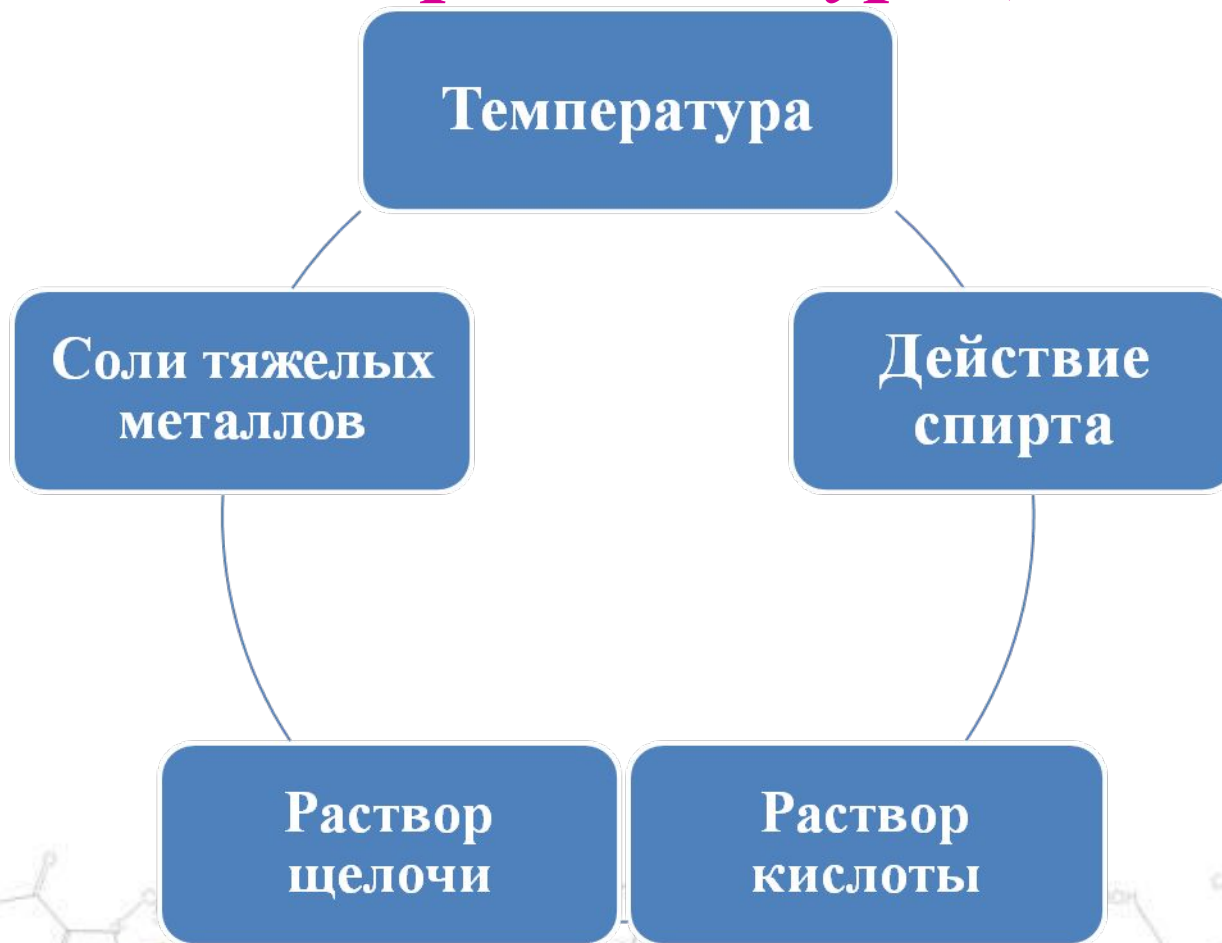 Температура
Соли тяжелых
металлов
Действие
спирта
Раствор
щелочи
Раствор
кислоты